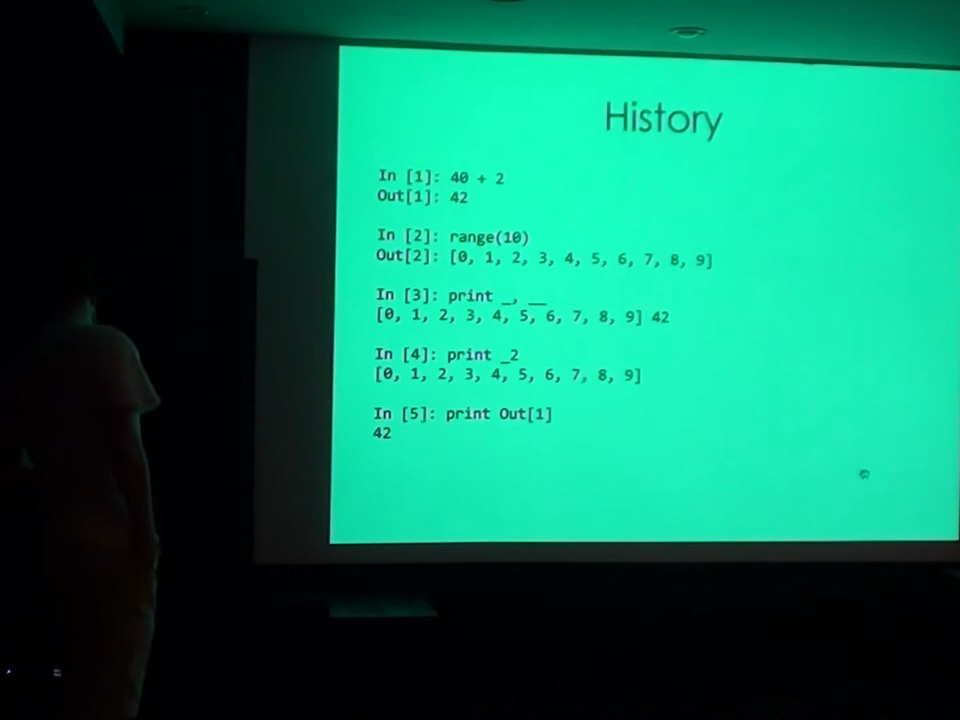 History
In [1]: 40 + 2
Out[1]: 42
In [2]: range(10)
Out[2]: [0, 1, 2, 3, 4, 5, 6, 7, 8, 9]
In [3]: print _, __
[0, 1, 2, 3, 4, 5, 6, 7, 8, 9] 42
In [4]: print _2
[0, 1, 2, 3, 4, 5, 6, 7, 8, 9]
In [5]: print Out[1]
42